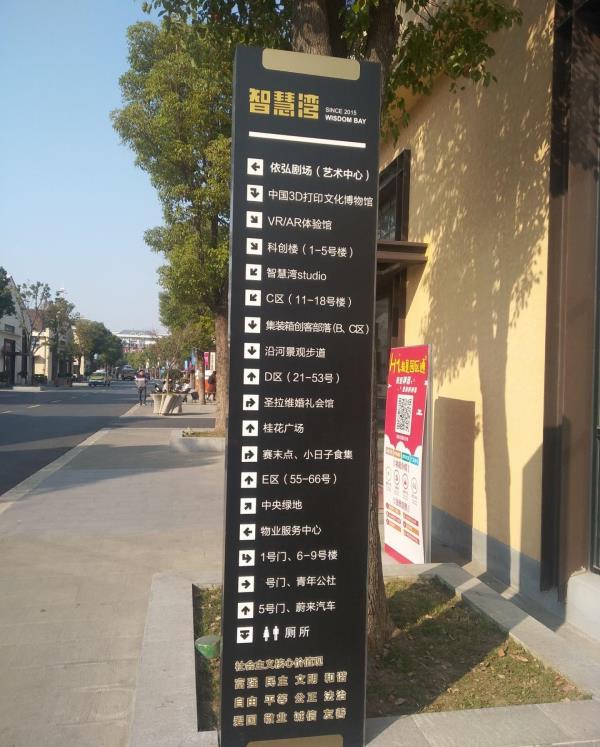 智慧湾
SINCE 2015
WISDOM BAY
依弘剧场（艺术中心）
中国3D打印文化博物馆
VR/AR体验馆
科创楼（1-5号楼）
智慧湾studio
C区（11-18号楼）
集装箱创客部落(B、C区)
沿河景观步道
D区（21-53号）
圣拉维婚礼会馆
桂花广场
赛末点、小日子食集
E区（55-66号）
中央绿地
物业服务中心
1号门、6-9号楼
号门、青年公社
5号门、蔚来汽车
厕所
社会主义核心价值观
富强 民主 文明 和谐
自由 平等 公正 法治
爱国 敬业 诚信 友善